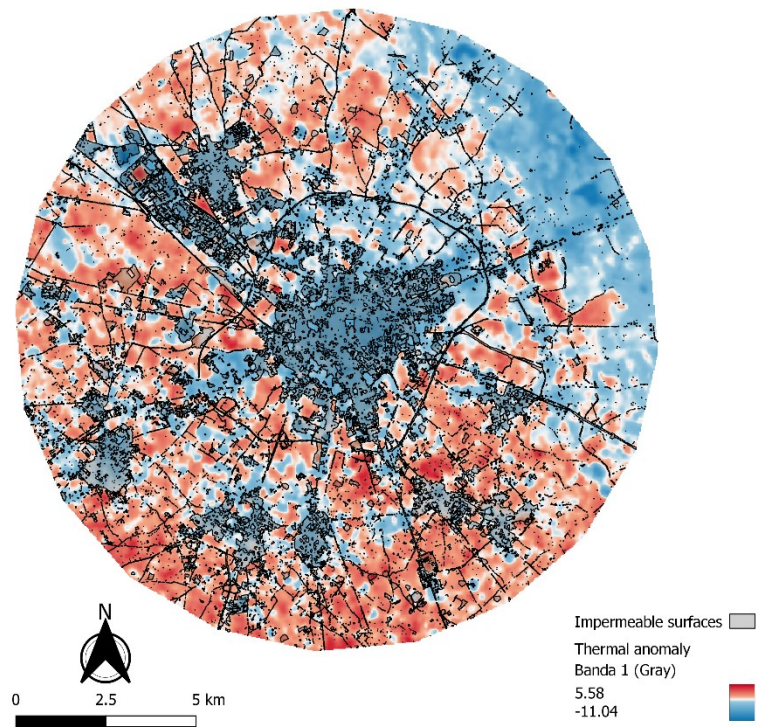 N
0 2.5 5 km
Impermeable surfaces
Thermal anomaly
Banda 1 (Gray)
5.58
-11.04